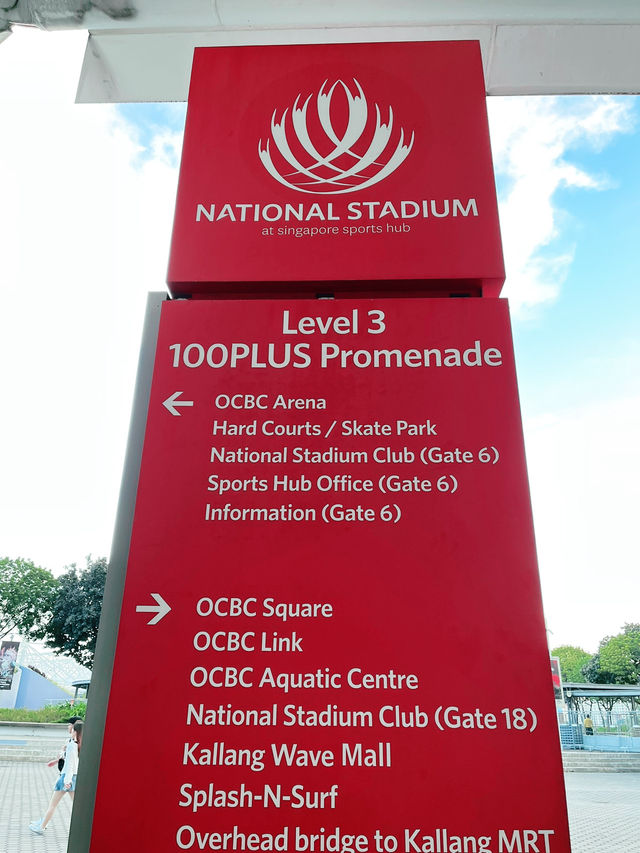 NATIONAL STADIUM
at singapore sports hub
Level 3
100PLUS Promenade
OCBC Arena
Hard Courts / Skate Park
National Stadium Club (Gate 6)
Sports Hub Office (Gate 6)
Information (Gate 6)
OCBC Square
OCBC Link
OCBC Aquatic Centre
National Stadium Club (Gate 18)
Kallang Wave Mall
Splash-N-Surf
Overhead bridge to Kallang MRT